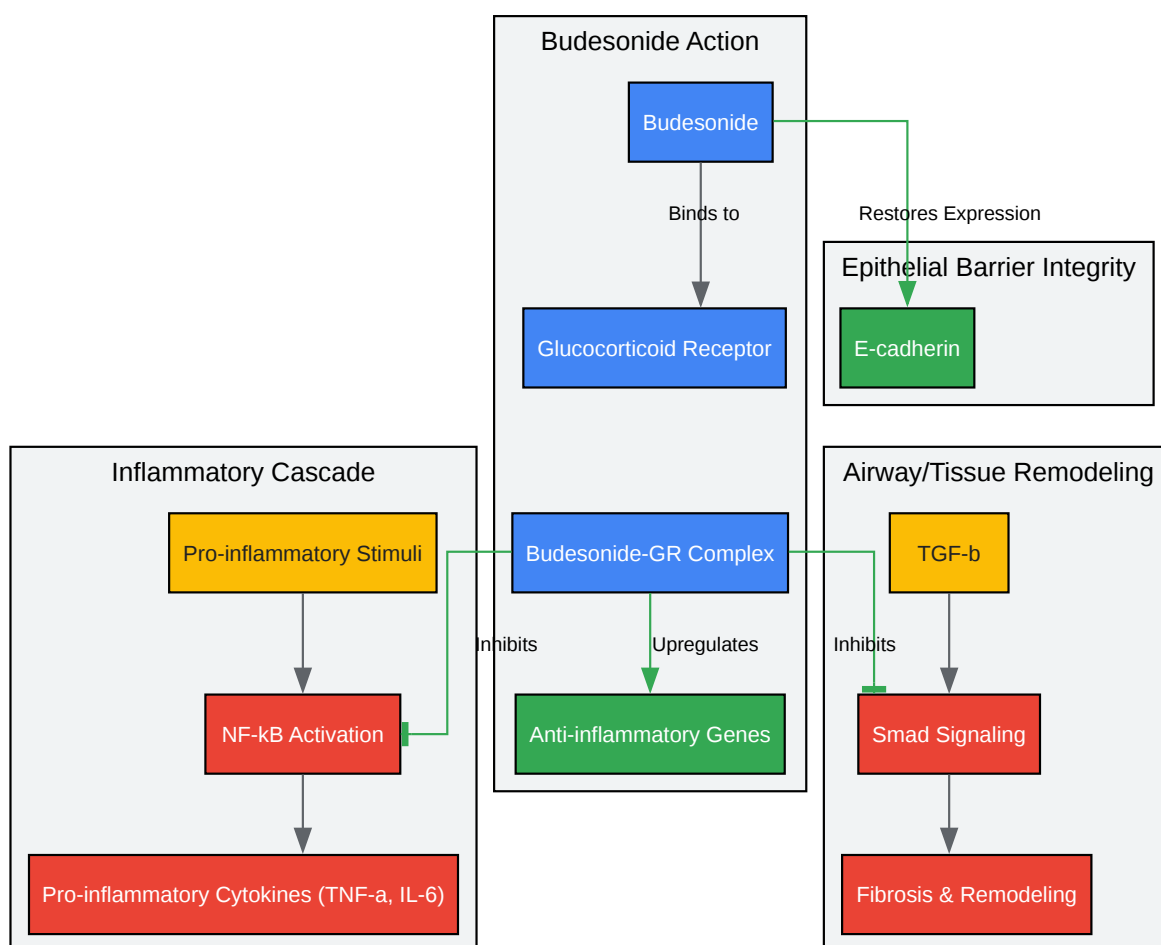 Budesonide Action
Budesonide
Binds to
Restores Expression
Epithelial Barrier Integrity
Glucocorticoid Receptor
E-cadherin
Inflammatory Cascade
Airway/Tissue Remodeling
Pro-inflammatory Stimuli
Budesonide-GR Complex
TGF-b
Inhibits
Upregulates
Inhibits
NF-kB Activation
Anti-inflammatory Genes
Smad Signaling
Pro-inflammatory Cytokines (TNF-a, IL-6)
Fibrosis & Remodeling